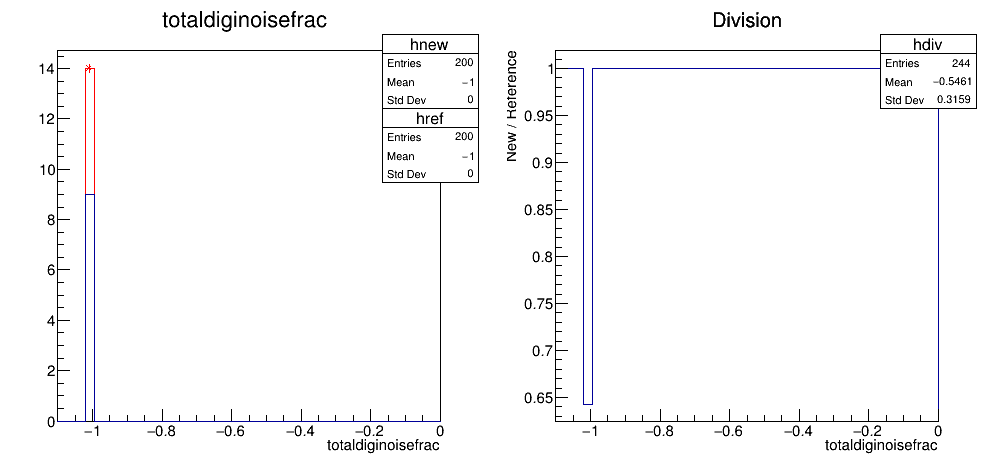 totaldiginoisefrac
hnew
Entries 200
Mean −1
Std Dev 0
href
Entries 200
Mean −1
Std Dev 0
14
12
10
8
6
4
2
0
−1 −0.8 −0.6 −0.4 −0.2 0
totaldiginoisefrac
Division
hdiv
Entries 244
Mean −0.5461
Std Dev 0.3159
New / Reference
1
0.95
0.9
0.85
0.8
0.75
0.7
0.65
−1 −0.8 −0.6 −0.4 −0.2 0
totaldiginoisefrac